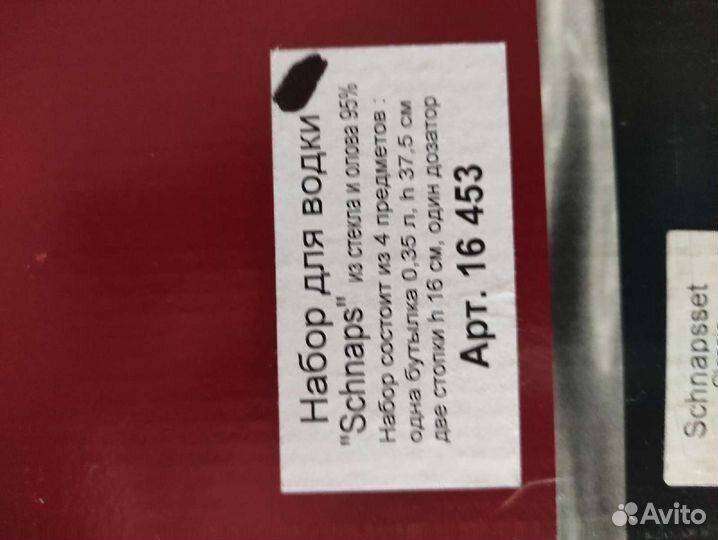 Набор для водки
"Schnaps" из стекла и олова 95%
Набор состоит из 4 предметов :
одна бутылка 0,35 л, h 37,5 см
две стопки h 16 см, один дозатор
Арт. 16 453
Schnapsset
Avito